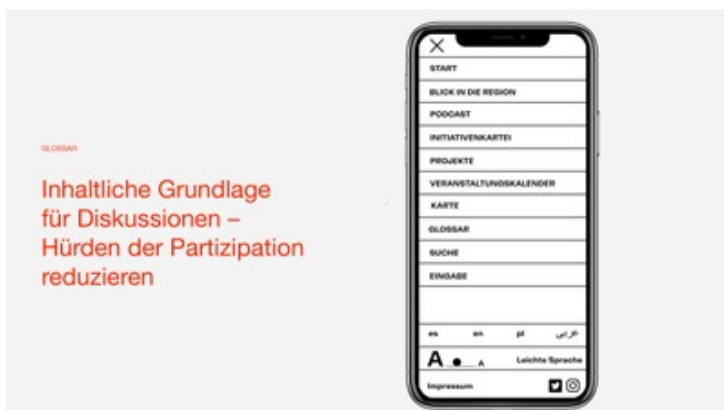 GLOSSAR
Inhaltliche Grundlage
für Diskussionen –
Hürden der Partizipation
reduzieren
START
BLICK IN DIE REGION
PODCAST
INITIATIVENKARTEI
PROJEKTE
VERANSTALTUNGSKALENDER
KARTE
GLOSSAR
SUCHE
EINGABE
es en pl عربي
A A Leichte Sprache
Impressum